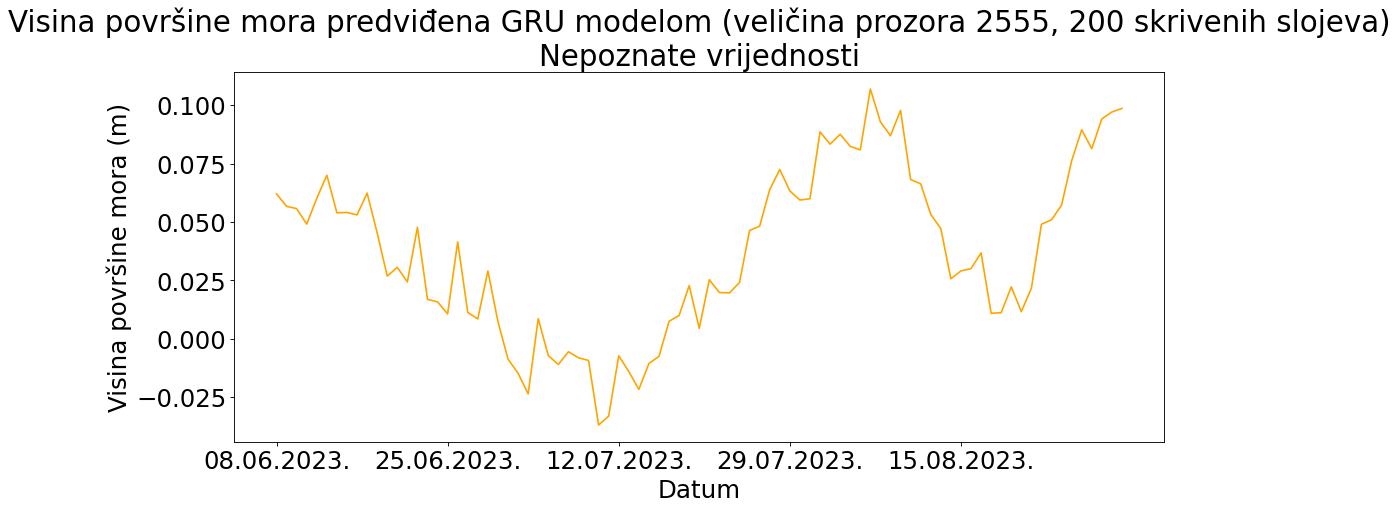 Visina površine mora predviđena GRU modelom (veličina prozora 2555, 200 skrivenih slojeva)
Nepoznate vrijednosti
Visina površine mora (m)
0.100
0.075
0.050
0.025
0.000
−0.025
08.06.2023.
25.06.2023.
12.07.2023.
29.07.2023.
15.08.2023.
Datum